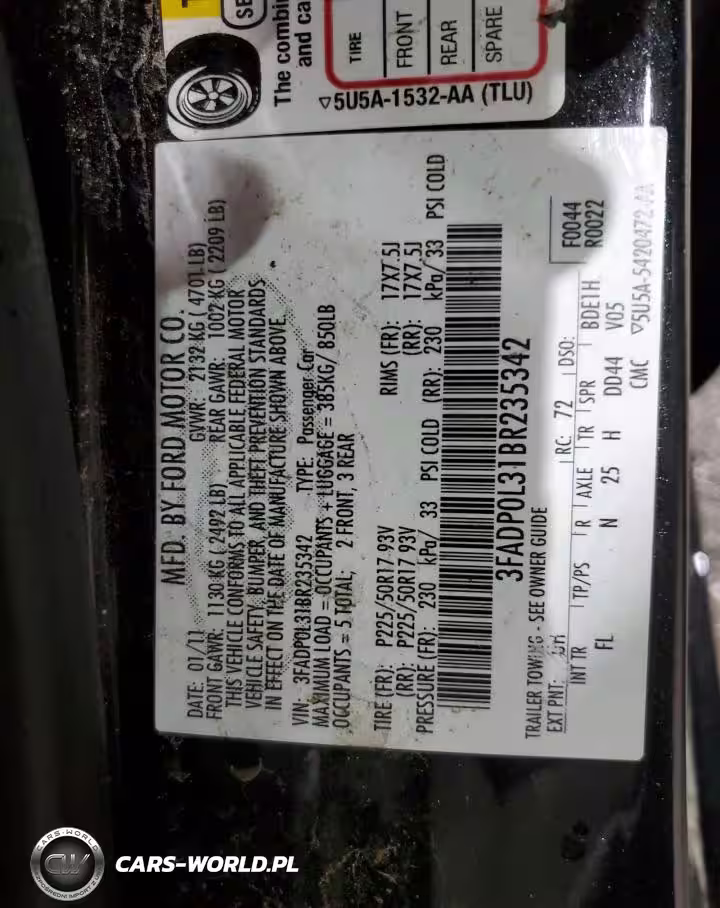 SE
The combin
and ca
TIRE
FRONT
REAR
SPARE
▽5U5A-1532-AA (TLU)
MFD. BY FORD MOTOR CO.
DATE: 01/11 GVWR: 2132 KG ( 4701 LB)
FRONT GAWR: 1130 KG ( 2492 LB) REAR GAWR: 1002 KG ( 2209 LB)
THIS VEHICLE CONFORMS TO ALL APPLICABLE FEDERAL MOTOR
VEHICLE SAFETY, BUMPER, AND THEFT PREVENTION STANDARDS
IN EFFECT ON THE DATE OF MANUFACTURE SHOWN ABOVE.
VIN: 3FADP0L31BR235342 TYPE: Passenger Car
MAXIMUM LOAD = OCCUPANTS + LUGGAGE = 385KG/ 850LB
OCCUPANTS = 5 TOTAL; 2 FRONT, 3 REAR
TIRE (FR): P225/50R17 93V RIMS (FR): 17X7.5J
(RR): P225/50R17 93V (RR): 17X7.5J
PRESSURE (FR): 230 kPa/ 33 PSI COLD (RR): 230 kPa/ 33 PSI COLD
3FADP0L31BR235342
TRAILER TOWING - SEE OWNER GUIDE
F0044
R0022
EXT PNT: UH RC: 72 DSO:
INT TR TP/PS R AXLE TR SPR BDE1H
FL N 25 H DD44 V05
CMC ▽5U5A-5420472-AA
CARS-WORLD
CW
CARS-WORLD.PL